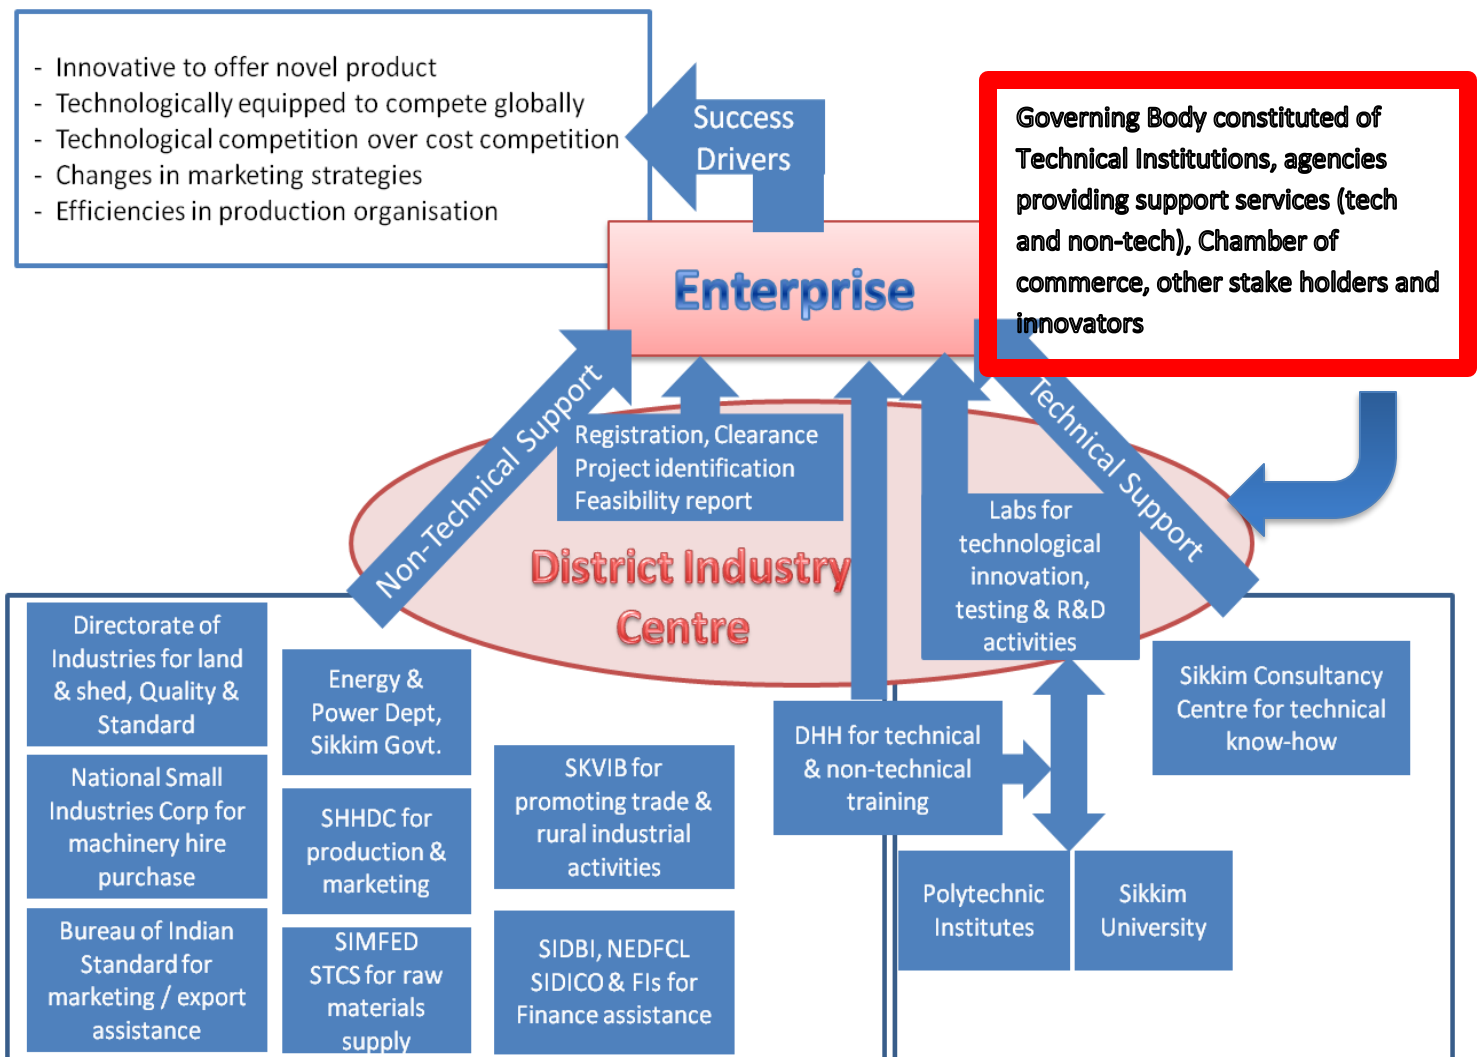 - Innovative to offer novel product
- Technologically equipped to compete globally
- Technological competition over cost competition
- Changes in marketing strategies
- Efficiencies in production organisation
Success
Drivers
Governing Body constituted of
Technical Institutions, agencies
providing support services (tech
and non-tech), Chamber of
commerce, other stake holders and
innovators
Enterprise
Non-Technical Support
Registration, Clearance
Project identification
Feasibility report
Technical Support
Labs for
technological
innovation,
testing & R&D
activities
District Industry
Centre
Directorate of
Industries for land
& shed, Quality &
Standard
Energy &
Power Dept,
Sikkim Govt.
National Small
Industries Corp for
machinery hire
purchase
SHHDC for
production &
marketing
SKVIB for
promoting trade &
rural industrial
activities
Bureau of Indian
Standard for
marketing / export
assistance
SIMFED
STCS for raw
materials
supply
SIDBI, NEDFCL
SIDICO & FIs for
Finance assistance
DHH for technical
& non-technical
training
Sikkim Consultancy
Centre for technical
know-how
Polytechnic
Institutes
Sikkim
University